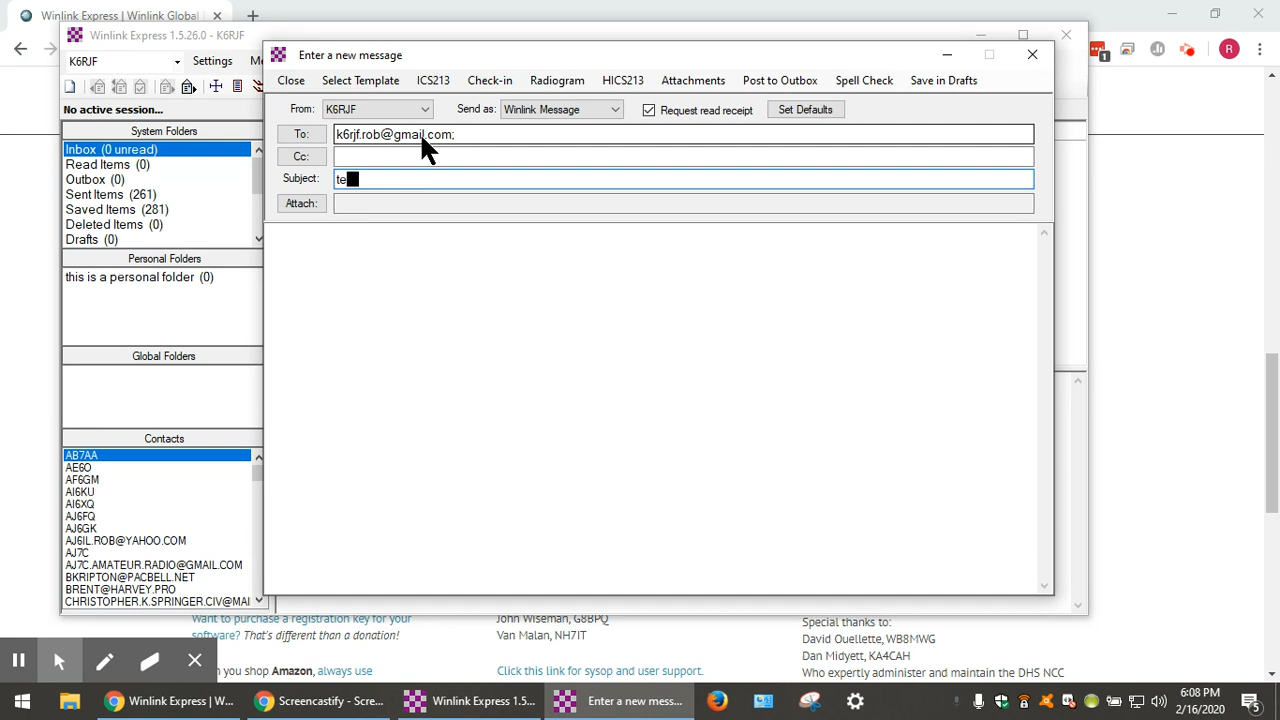 Winlink Express | Winlink Global
Winlink Express 1.5.26.0 - K6RJF
K6RJF
Settings
Me
No active session...
System Folders
Inbox (0 unread)
Read Items (0)
Outbox (0)
Sent Items (261)
Saved Items (281)
Deleted Items (0)
Drafts (0)
Personal Folders
this is a personal folder (0)
Global Folders
Contacts
AB7AA
AE6O
AF6GM
AI6KU
AI6XQ
AJ6FQ
AJ6GK
AJ6IL.ROB@YAHOO.COM
AJ7C
AJ7C.AMATEUR.RADIO@GMAIL.COM
BKRIPTON@PACBELL.NET
BRENT@HARVEY.PRO
CHRISTOPHER.K.SPRINGER.CIV@MAI
Enter a new message
Close Select Template ICS213 Check-in Radiogram HICS213 Attachments Post to Outbox Spell Check Save in Drafts
From: K6RJF Send as: Winlink Message Request read receipt Set Defaults
To: k6rjf.rob@gmail.com;
Cc:
Subject: te
Attach:
R
1
Want to purchase a registration key for your
software? That's different than a donation!
n you shop Amazon, always use
John Wiseman, G8BPQ
Van Malan, NH7IT
Click this link for sysop and user support.
Special thanks to:
David Ouellette, WB8MWG
Dan Midyett, KA4CAH
Who expertly administer and maintain the DHS NCC
Winlink Express | W...
Screencastify - Scre...
Winlink Express 1.5...
Enter a new mess...
6:08 PM
2/16/2020
5